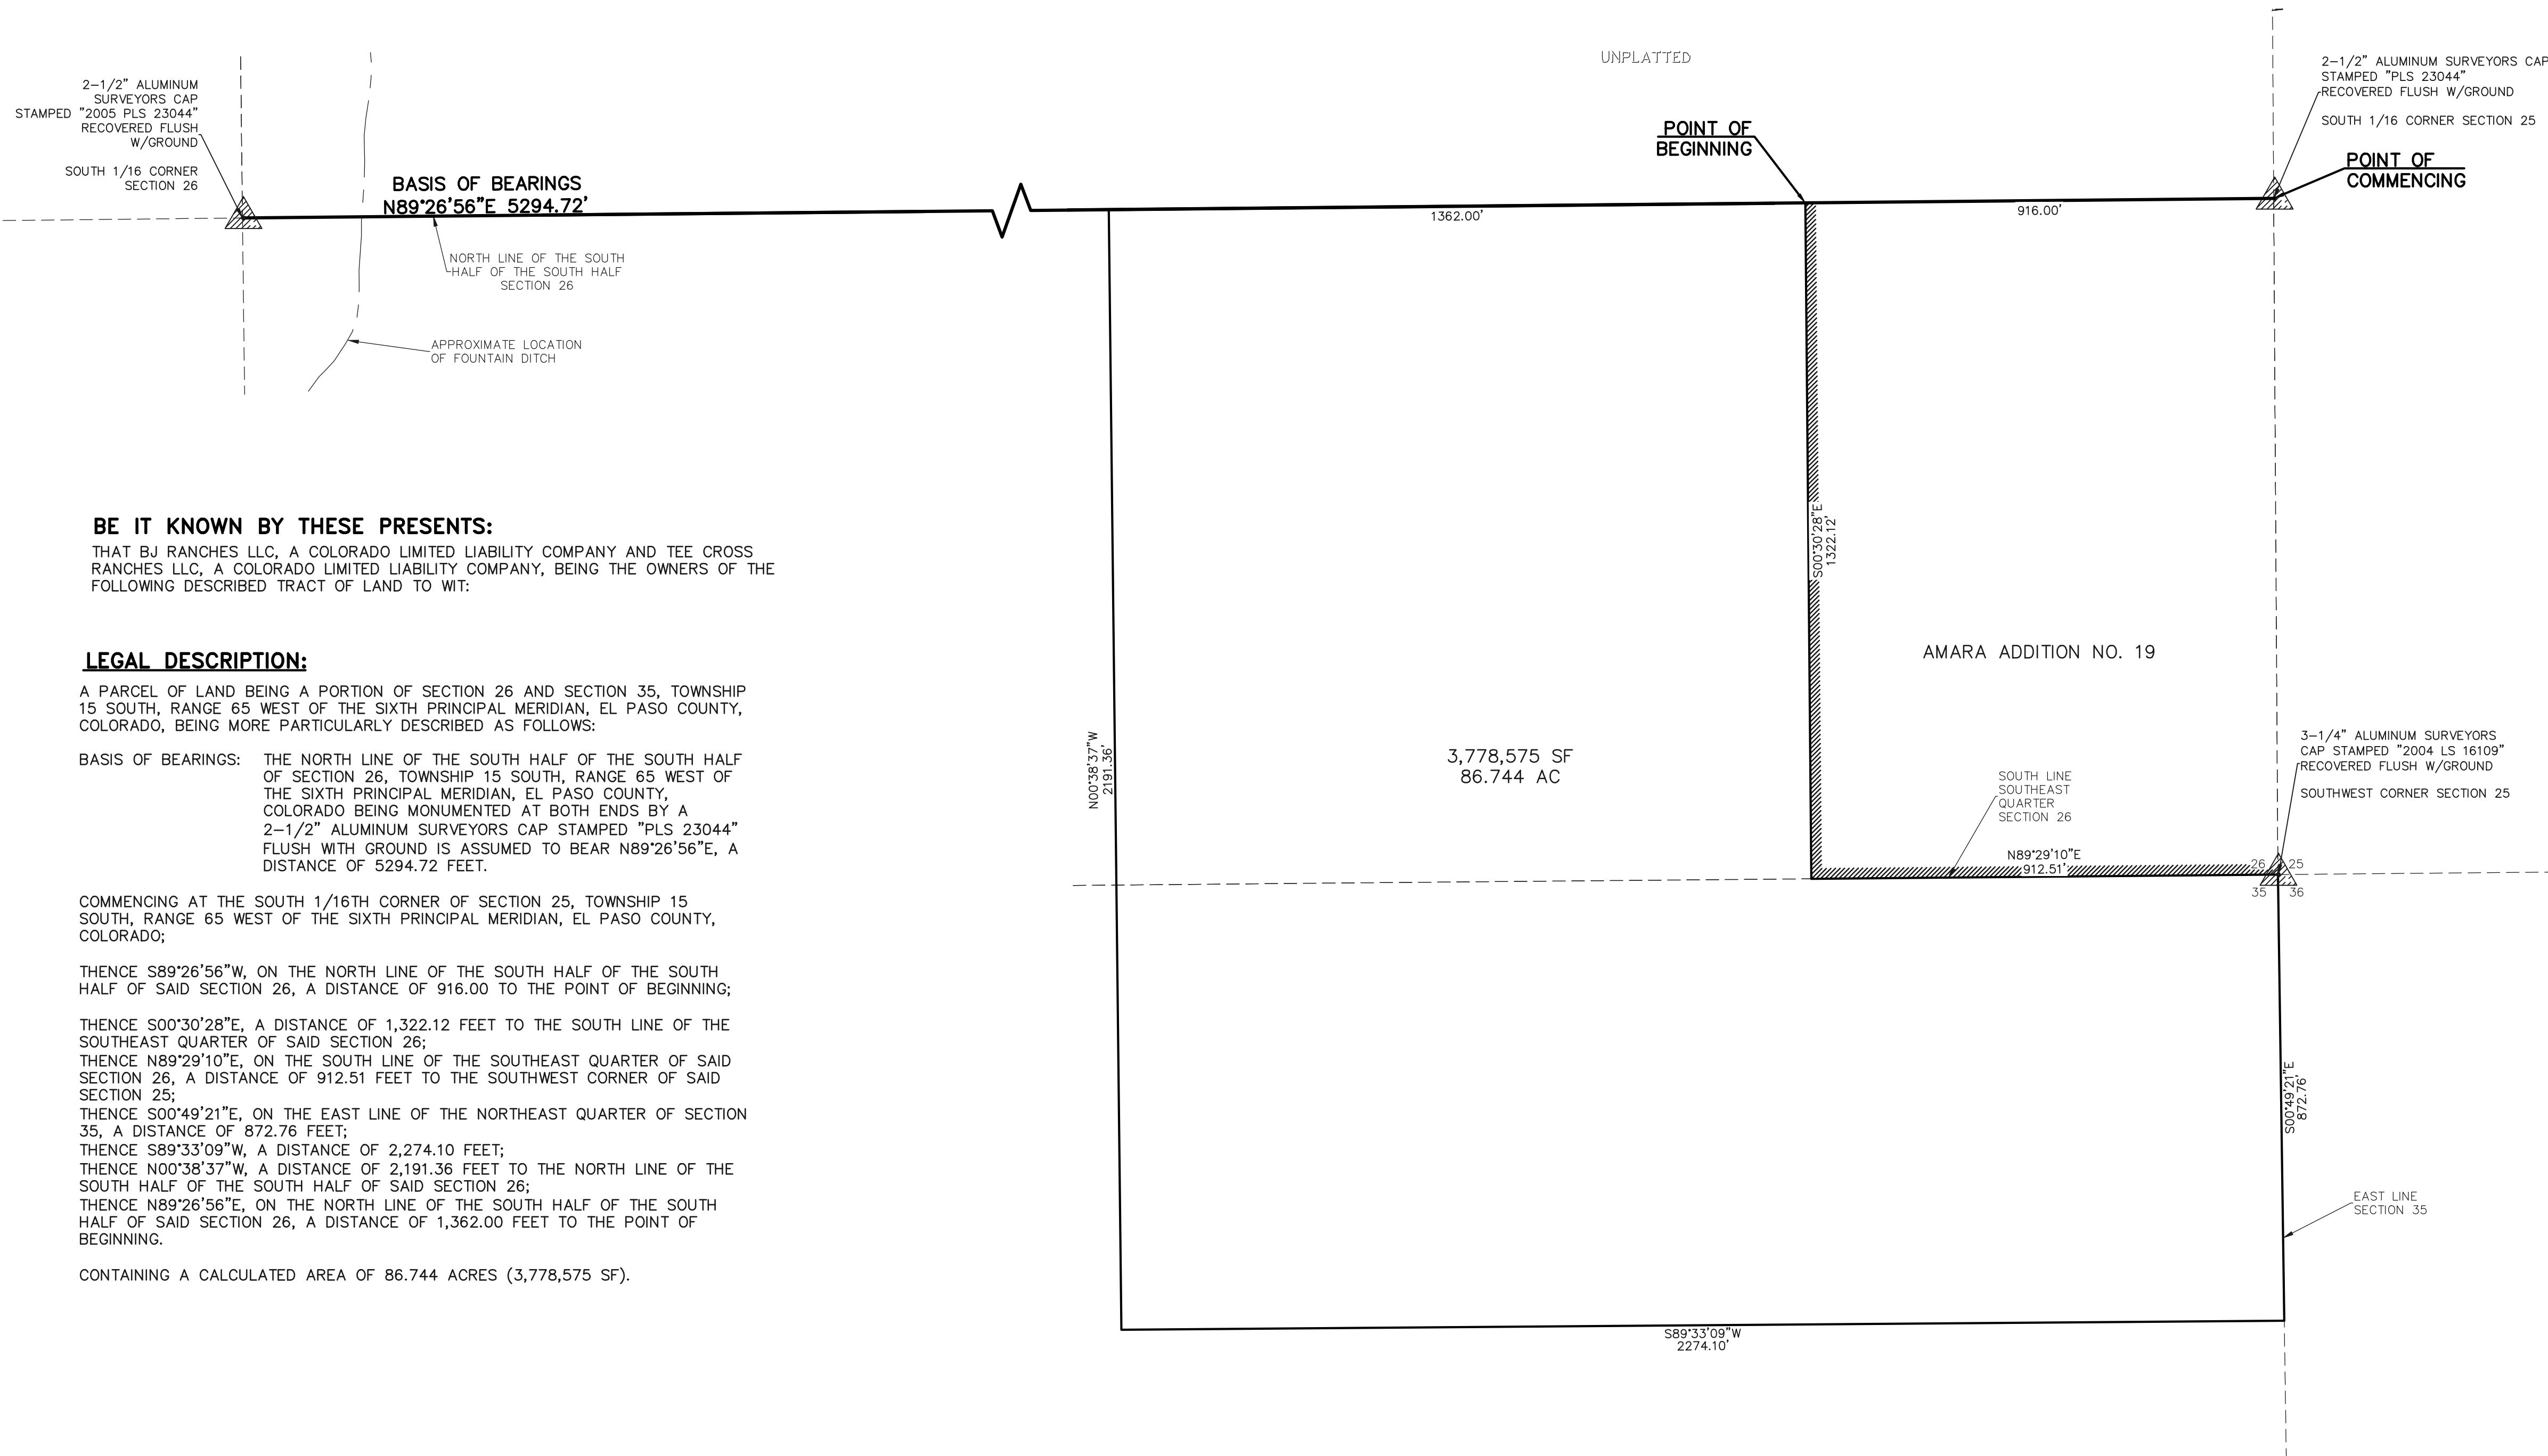 UNPLATTED
2-1/2" ALUMINUM
SURVEYORS CAP
STAMPED "2005 PLS 23044"
RECOVERED FLUSH
W/GROUND
SOUTH 1/16 CORNER
SECTION 26
BASIS OF BEARINGS
N89°26'56"E 5294.72'
NORTH LINE OF THE SOUTH
HALF OF THE SOUTH HALF
SECTION 26
APPROXIMATE LOCATION
OF FOUNTAIN DITCH
POINT OF
BEGINNING
1362.00'
916.00'
2-1/2" ALUMINUM SURVEYORS CAP
STAMPED "PLS 23044"
RECOVERED FLUSH W/GROUND
SOUTH 1/16 CORNER SECTION 25
POINT OF
COMMENCING
BE IT KNOWN BY THESE PRESENTS:
THAT BJ RANCHES LLC, A COLORADO LIMITED LIABILITY COMPANY AND TEE CROSS
RANCHES LLC, A COLORADO LIMITED LIABILITY COMPANY, BEING THE OWNERS OF THE
FOLLOWING DESCRIBED TRACT OF LAND TO WIT:
LEGAL DESCRIPTION:
A PARCEL OF LAND BEING A PORTION OF SECTION 26 AND SECTION 35, TOWNSHIP
15 SOUTH, RANGE 65 WEST OF THE SIXTH PRINCIPAL MERIDIAN, EL PASO COUNTY,
COLORADO, BEING MORE PARTICULARLY DESCRIBED AS FOLLOWS:
BASIS OF BEARINGS: THE NORTH LINE OF THE SOUTH HALF OF THE SOUTH HALF
OF SECTION 26, TOWNSHIP 15 SOUTH, RANGE 65 WEST OF
THE SIXTH PRINCIPAL MERIDIAN, EL PASO COUNTY,
COLORADO BEING MONUMENTED AT BOTH ENDS BY A
2-1/2" ALUMINUM SURVEYORS CAP STAMPED "PLS 23044"
FLUSH WITH GROUND IS ASSUMED TO BEAR N89°26'56"E, A
DISTANCE OF 5294.72 FEET.
COMMENCING AT THE SOUTH 1/16TH CORNER OF SECTION 25, TOWNSHIP 15
SOUTH, RANGE 65 WEST OF THE SIXTH PRINCIPAL MERIDIAN, EL PASO COUNTY,
COLORADO;
THENCE S89°26'56"W, ON THE NORTH LINE OF THE SOUTH HALF OF THE SOUTH
HALF OF SAID SECTION 26, A DISTANCE OF 916.00 TO THE POINT OF BEGINNING;
THENCE S00°30'28"E, A DISTANCE OF 1,322.12 FEET TO THE SOUTH LINE OF THE
SOUTHEAST QUARTER OF SAID SECTION 26;
THENCE N89°29'10"E, ON THE SOUTH LINE OF THE SOUTHEAST QUARTER OF SAID
SECTION 26, A DISTANCE OF 912.51 FEET TO THE SOUTHWEST CORNER OF SAID
SECTION 25;
THENCE S00°49'21"E, ON THE EAST LINE OF THE NORTHEAST QUARTER OF SECTION
35, A DISTANCE OF 872.76 FEET;
THENCE S89°33'09"W, A DISTANCE OF 2,274.10 FEET;
THENCE N00°38'37"W, A DISTANCE OF 2,191.36 FEET TO THE NORTH LINE OF THE
SOUTH HALF OF THE SOUTH HALF OF SAID SECTION 26;
THENCE N89°26'56"E, ON THE NORTH LINE OF THE SOUTH HALF OF THE SOUTH
HALF OF SAID SECTION 26, A DISTANCE OF 1,362.00 FEET TO THE POINT OF
BEGINNING.
CONTAINING A CALCULATED AREA OF 86.744 ACRES (3,778,575 SF).
N00°38'37"W
2191.36'
3,778,575 SF
86.744 AC
S00°30'28"E
1322.12'
AMARA ADDITION NO. 19
SOUTH LINE
SOUTHEAST
QUARTER
SECTION 26
N89°29'10"E
912.51'
3-1/4" ALUMINUM SURVEYORS
CAP STAMPED "2004 LS 16109"
RECOVERED FLUSH W/GROUND
SOUTHWEST CORNER SECTION 25
26 25
35 36
S00°49'21"E
872.76'
EAST LINE
SECTION 35
S89°33'09"W
2274.10'